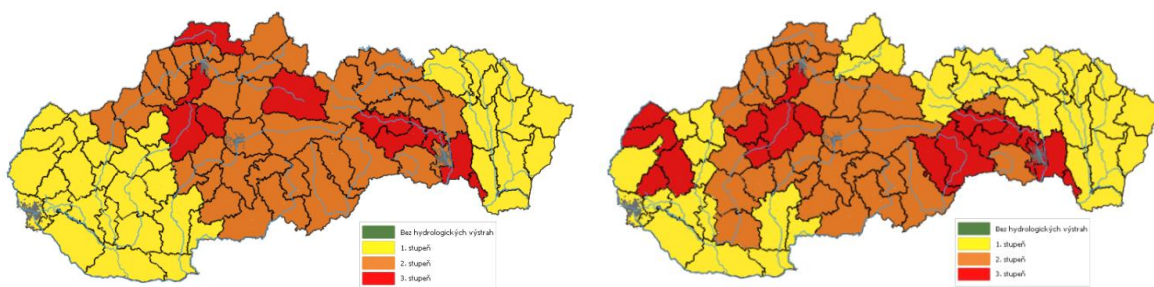 Bez hydrologických výstrah
1. stupeň
2. stupeň
3. stupeň
Bez hydrologických výstrah
1. stupeň
2. stupeň
3. stupeň